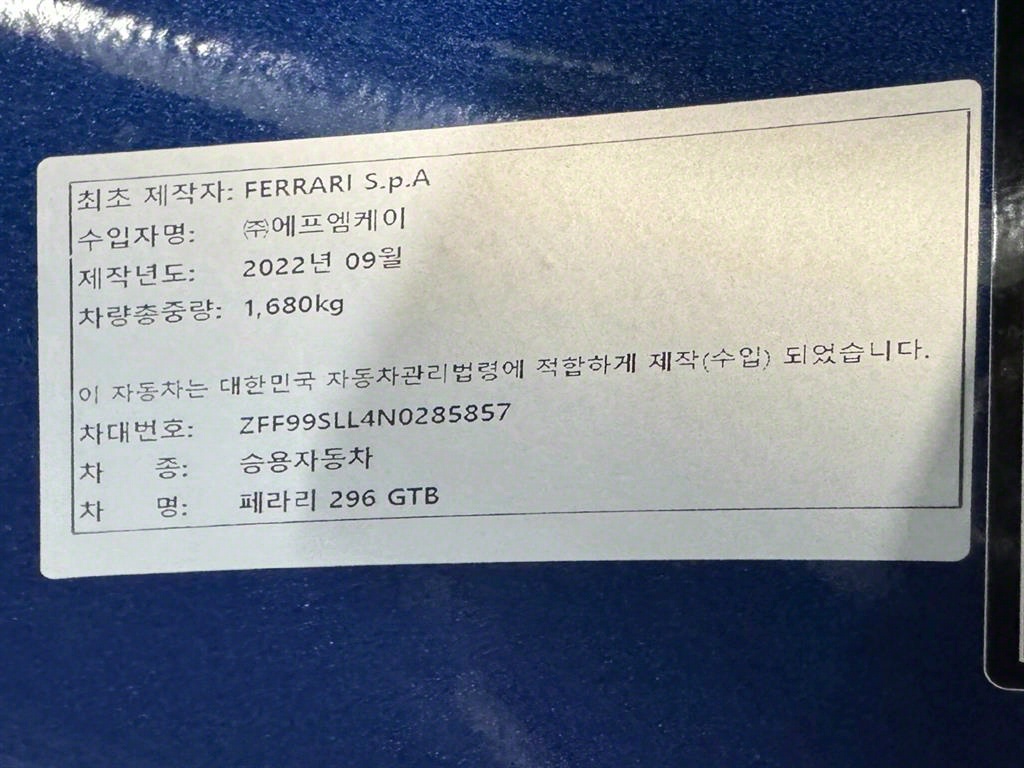 최초 제작자: FERRARI S.p.A
수입자명: ㈜에프엠케이
제작년도: 2022년 09월
차량총중량: 1,680kg
이 자동차는 대한민국 자동차관리법령에 적합하게 제작(수입) 되었습니다.
차대번호: ZFF99SLL4N0285857
차 종: 승용자동차
차 명: 페라리 296 GTB